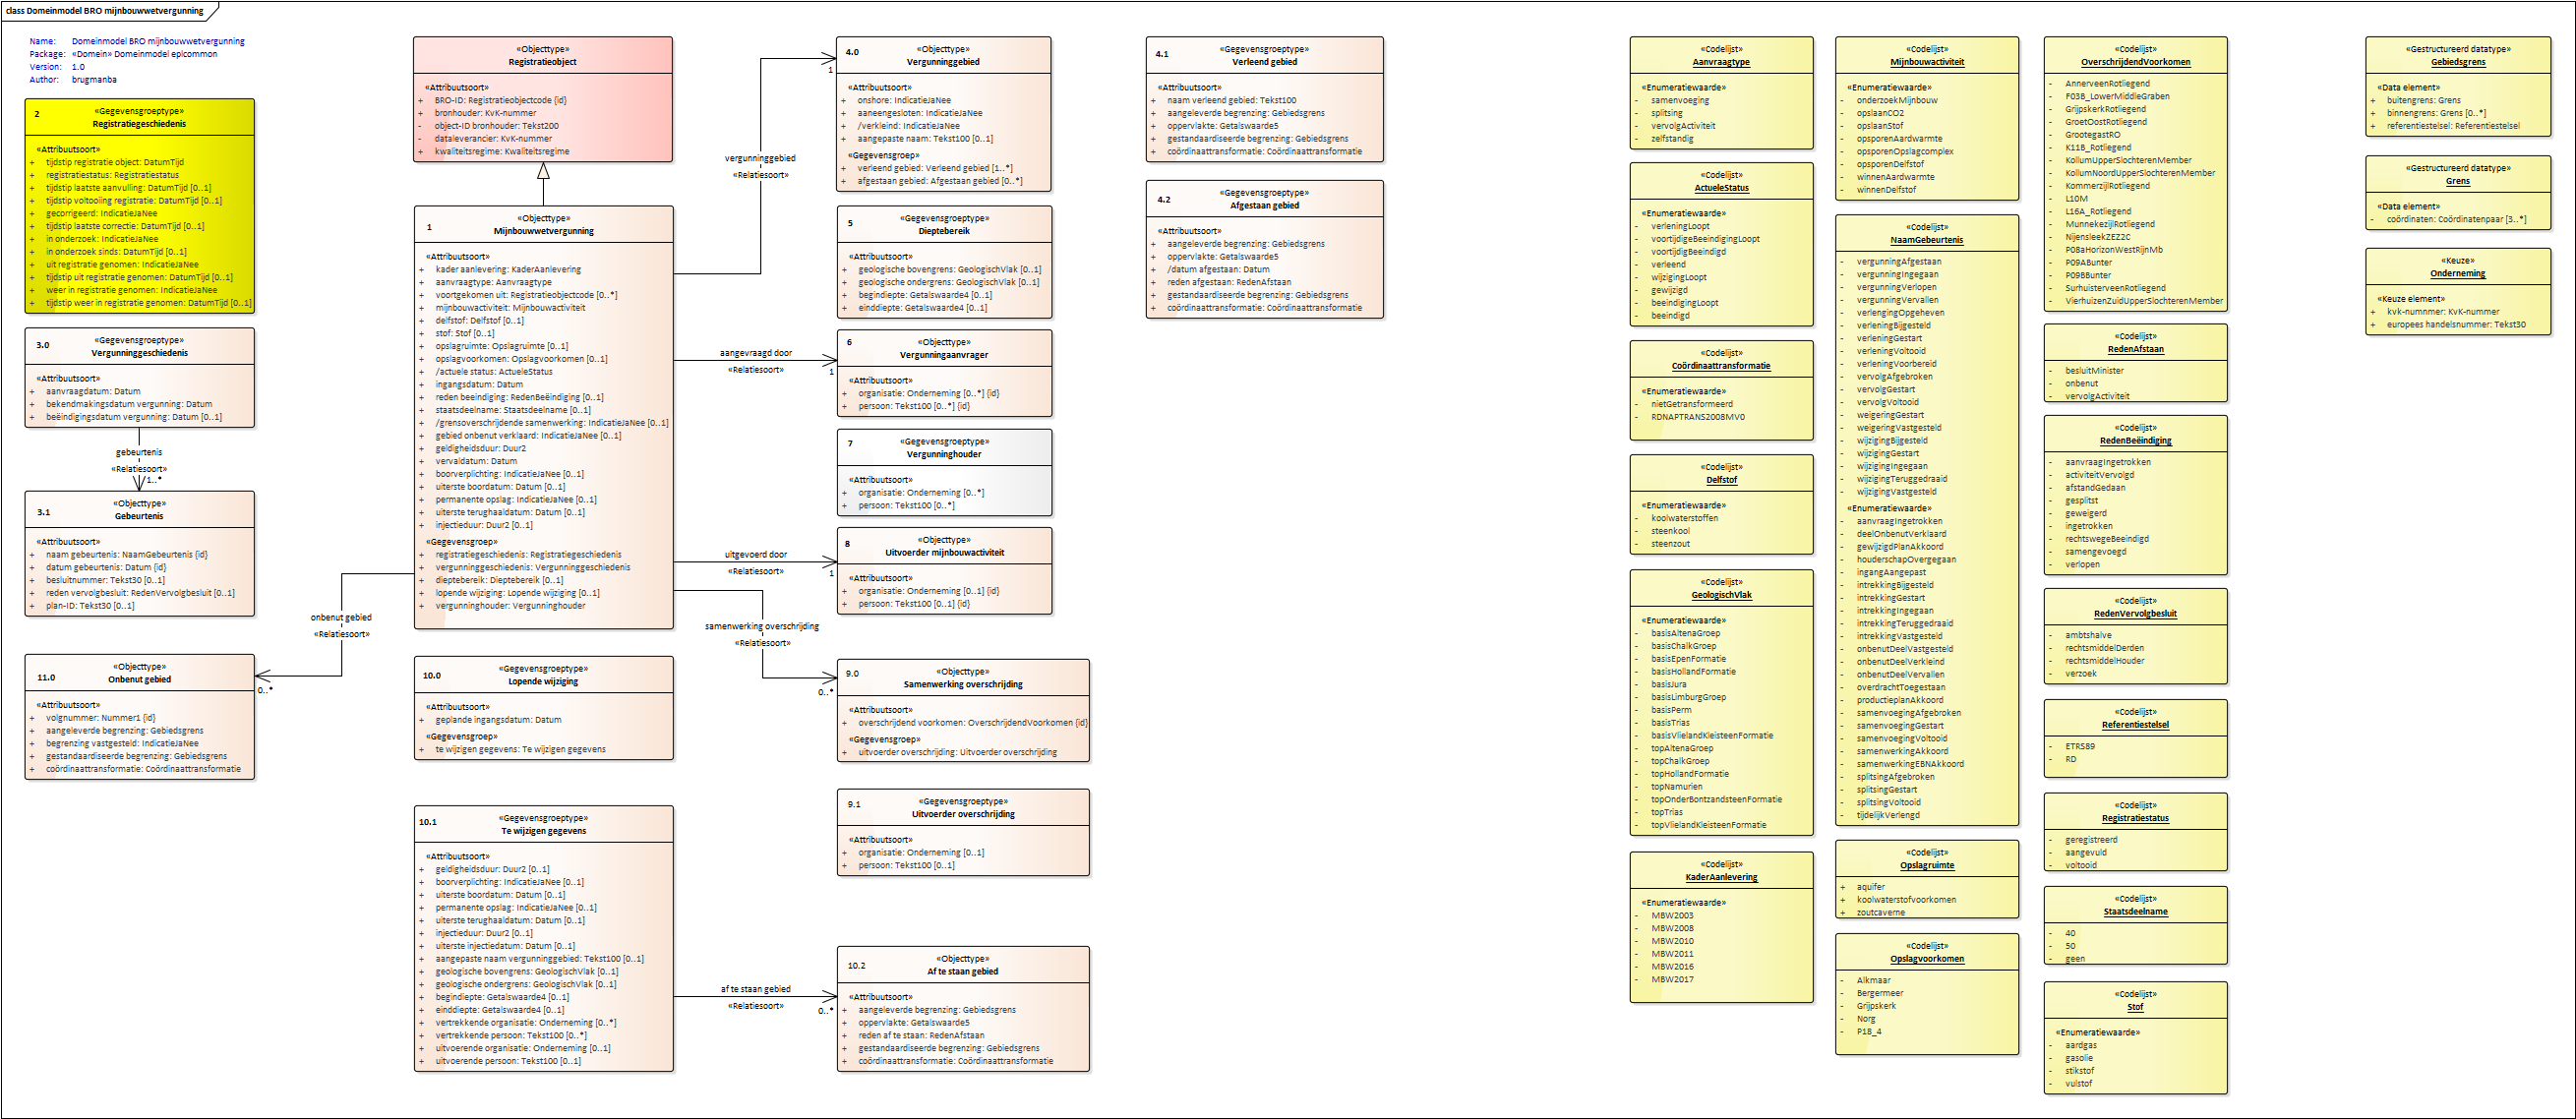 class Domeinmodel BRO mijnbouwwetvergunning
Name: Domeinmodel BRO mijnbouwwetvergunning
Package: «Domein» Domeinmodel eplcommon
Version: 1.0
Author: brugmanba
2
«Gegevensgroeptype»
Registratiegeschiedenis
«Attribuutsoort»
+ tijdstip registratie object: DatumTijd
+ registratiestatus: Registratiestatus
+ tijdstip laatste aanvulling: DatumTijd [0..1]
+ tijdstip voltooiing registratie: DatumTijd [0..1]
+ gecorrigeerd: IndicatieJaNee
+ tijdstip laatste correctie: DatumTijd [0..1]
+ in onderzoek: IndicatieJaNee
+ in onderzoek sinds: DatumTijd [0..1]
+ uit registratie genomen: IndicatieJaNee
+ tijdstip uit registratie genomen: DatumTijd [0..1]
+ weer in registratie genomen: IndicatieJaNee
+ tijdstip weer in registratie genomen: DatumTijd [0..1]
3.0
«Gegevensgroeptype»
Vergunninggeschiedenis
«Attribuutsoort»
+ aanvraagdatum: Datum
+ bekendmakingsdatum vergunning: Datum
+ beëindigingsdatum vergunning: Datum [0..1]
gebeurtenis
«Relatiesoort»
1..*
3.1
«Objecttype»
Gebeurtenis
«Attribuutsoort»
+ naam gebeurtenis: NaamGebeurtenis {id}
+ datum gebeurtenis: Datum {id}
+ besluitnummer: Tekst30 [0..1]
+ reden vervolgbesluit: RedenVervolgbesluit [0..1]
+ plan-ID: Tekst30 [0..1]
11.0
«Objecttype»
Onbenut gebied
«Attribuutsoort»
+ volgnummer: Nummer1 {id}
+ aangeleverde begrenzing: Gebiedsgrens
+ begrenzing vastgesteld: IndicatieJaNee
+ gestandaardiseerde begrenzing: Gebiedsgrens
+ coördinaattransformatie: Coördinaattransformatie
onbenut gebied
«Relatiesoort»
0..*
«Objecttype»
Registratieobject
«Attribuutsoort»
+ BRO-ID: Registratieobjectcode {id}
+ bronhouder: KvK-nummer
- object-ID bronhouder: Tekst200
- dataleverancier: KvK-nummer
+ kwaliteitsregime: Kwaliteitsregime
1
«Objecttype»
Mijnbouwwetvergunning
«Attribuutsoort»
+ kader aanlevering: KaderAanlevering
+ aanvraagtype: Aanvraagtype
+ voortgekomen uit: Registratieobjectcode [0..*]
+ mijnbouwactiviteit: Mijnbouwactiviteit
+ delfstof: Delfstof [0..1]
+ stof: Stof [0..1]
+ opslagruimte: Opslagruimte [0..1]
+ opslagvoorkomen: Opslagvoorkomen [0..1]
+ /actuele status: ActueleStatus
+ ingangsdatum: Datum
+ reden beeindiging: RedenBeëindiging [0..1]
+ staatsdeelname: Staatsdeelname [0..1]
+ /grensoverschrijdende samenwerking: IndicatieJaNee [0..1]
+ gebied onbenut verklaard: IndicatieJaNee [0..1]
+ geldigheidsduur: Duur2
+ vervaldatum: Datum
+ boorverplichting: IndicatieJaNee [0..1]
+ uiterste boordatum: Datum [0..1]
+ permanente opslag: IndicatieJaNee [0..1]
+ uiterste terughaaldatum: Datum [0..1]
+ injectieduur: Duur2 [0..1]
«Gegevensgroep»
+ registratiegeschiedenis: Registratiegeschiedenis
+ vergunninggeschiedenis: Vergunninggeschiedenis
+ dieptebereik: Dieptebereik [0..1]
+ lopende wijziging: Lopende wijziging [0..1]
+ vergunninghouder: Vergunninghouder
10.0
«Gegevensgroeptype»
Lopende wijziging
«Attribuutsoort»
+ geplande ingangsdatum: Datum
«Gegevensgroep»
+ te wijzigen gegevens: Te wijzigen gegevens
10.1
«Gegevensgroeptype»
Te wijzigen gegevens
«Attribuutsoort»
+ geldigheidsduur: Duur2 [0..1]
+ boorverplichting: IndicatieJaNee [0..1]
+ uiterste boordatum: Datum [0..1]
+ permanente opslag: IndicatieJaNee [0..1]
+ uiterste terughaaldatum: Datum [0..1]
+ injectieduur: Duur2 [0..1]
+ uiterste injectiedatum: Datum [0..1]
+ aangepaste naam vergunninggebied: Tekst100 [0..1]
+ geologische bovengrens: GeologischVlak [0..1]
+ geologische ondergrens: GeologischVlak [0..1]
+ begindiepte: Getalswaarde4 [0..1]
+ einddiepte: Getalswaarde4 [0..1]
+ vertrekkende organisatie: Onderneming [0..*]
+ vertrekkende persoon: Tekst100 [0..*]
+ uitvoerende organisatie: Onderneming [0..1]
+ uitvoerende persoon: Tekst100 [0..1]
vergunninggebied
«Relatiesoort»
1
aangevraagd door
«Relatiesoort»
1
uitgevoerd door
«Relatiesoort»
1
samenwerking overschrijding
«Relatiesoort»
0..*
af te staan gebied
«Relatiesoort»
0..*
4.0
«Objecttype»
Vergunninggebied
«Attribuutsoort»
+ onshore: IndicatieJaNee
+ aaneengesloten: IndicatieJaNee
+ /verkleind: IndicatieJaNee
+ aangepaste naam: Tekst100 [0..1]
«Gegevensgroep»
+ verleend gebied: Verleend gebied [1..*]
+ afgestaan gebied: Afgestaan gebied [0..*]
5
«Gegevensgroeptype»
Dieptebereik
«Attribuutsoort»
+ geologische bovengrens: GeologischVlak [0..1]
+ geologische ondergrens: GeologischVlak [0..1]
+ begindiepte: Getalswaarde4 [0..1]
+ einddiepte: Getalswaarde4 [0..1]
6
«Objecttype»
Vergunningaanvrager
«Attribuutsoort»
+ organisatie: Onderneming [0..*] {id}
+ persoon: Tekst100 [0..*] {id}
7
«Gegevensgroeptype»
Vergunninghouder
«Attribuutsoort»
+ organisatie: Onderneming [0..*]
+ persoon: Tekst100 [0..*]
8
«Objecttype»
Uitvoerder mijnbouwactiviteit
«Attribuutsoort»
+ organisatie: Onderneming [0..1] {id}
+ persoon: Tekst100 [0..1] {id}
9.0
«Objecttype»
Samenwerking overschrijding
«Attribuutsoort»
+ overschrijdend voorkomen: OverschrijdendVoorkomen {id}
«Gegevensgroep»
+ uitvoerder overschrijding: Uitvoerder overschrijding
9.1
«Gegevensgroeptype»
Uitvoerder overschrijding
«Attribuutsoort»
+ organisatie: Onderneming [0..1]
+ persoon: Tekst100 [0..1]
10.2
«Objecttype»
Af te staan gebied
«Attribuutsoort»
+ aangeleverde begrenzing: Gebiedsgrens
+ oppervlakte: Getalswaarde5
+ reden af te staan: RedenAfstaan
+ gestandaardiseerde begrenzing: Gebiedsgrens
+ coördinaattransformatie: Coördinaattransformatie
4.1
«Gegevensgroeptype»
Verleend gebied
«Attribuutsoort»
+ naam verleend gebied: Tekst100
+ aangeleverde begrenzing: Gebiedsgrens
+ oppervlakte: Getalswaarde5
+ gestandaardiseerde begrenzing: Gebiedsgrens
+ coördinaattransformatie: Coördinaattransformatie
4.2
«Gegevensgroeptype»
Afgestaan gebied
«Attribuutsoort»
+ aangeleverde begrenzing: Gebiedsgrens
+ oppervlakte: Getalswaarde5
+ /datum afgestaan: Datum
+ reden afgestaan: RedenAfstaan
+ gestandaardiseerde begrenzing: Gebiedsgrens
+ coördinaattransformatie: Coördinaattransformatie
«Codelijst»
Aanvraagtype
«Enumeratiewaarde»
- samenvoeging
- splitsing
- vervolgActiviteit
- zelfstandig
«Codelijst»
ActueleStatus
«Enumeratiewaarde»
- verleningLoopt
- voortijdigeBeeindigingLoopt
- voortijdigBeeindigd
- verleend
- wijzigingLoopt
- gewijzigd
- beeindigingLoopt
- beeindigd
«Codelijst»
Coördinaattransformatie
«Enumeratiewaarde»
- nietGetransformeerd
- RDNAPTRANS2008MV0
«Codelijst»
Delfstof
«Enumeratiewaarde»
- koolwaterstoffen
- steenkool
- steenzout
«Codelijst»
GeologischVlak
«Enumeratiewaarde»
- basisAltenaGroep
- basisChalkGroep
- basisEpenFormatie
- basisHollandFormatie
- basisJura
- basisLimburgGroep
- basisPerm
- basisTrias
- basisVlielandKleisteenFormatie
- topAltenaGroep
- topChalkGroep
- topHollandFormatie
- topNamurien
- topOnderBontzandsteenFormatie
- topTrias
- topVlielandKleisteenFormatie
«Codelijst»
KaderAanlevering
«Enumeratiewaarde»
- MBW2003
- MBW2008
- MBW2010
- MBW2011
- MBW2016
- MBW2017
«Codelijst»
Mijnbouwactiviteit
«Enumeratiewaarde»
- onderzoekMijnbouw
- opslaanCO2
- opslaanStof
- opsporenAardwarmte
- opsporenOpslagcomplex
- opsporenDelfstof
- winnenAardwarmte
- winnenDelfstof
«Codelijst»
NaamGebeurtenis
«Enumeratiewaarde»
- vergunningAfgestaan
- vergunningIngegaan
- vergunningVerlopen
- vergunningVervallen
- verlengingOpgeheven
- verleningBijgesteld
- verleningGestart
- verleningVoltooid
- verleningVoorbereid
- vervolgAfgebroken
- vervolgGestart
- vervolgVoltooid
- weigeringGestart
- weigeringVastgesteld
- wijzigingBijgesteld
- wijzigingGestart
- wijzigingIngegaan
- wijzigingTeruggedraaid
- wijzigingVastgesteld
«Enumeratiewaarde»
- aanvraagIngetrokken
- deelOnbenutVerklaard
- gewijzigdPlanAkkoord
- houderschapOvergegaan
- ingangAangepast
- intrekkingBijgesteld
- intrekkingGestart
- intrekkingIngegaan
- intrekkingTeruggedraaid
- intrekkingVastgesteld
- onbenutDeelVastgesteld
- onbenutDeelVerkleind
- onbenutDeelVervallen
- overdrachtToegestaan
- productieplanAkkoord
- samenvoegingAfgebroken
- samenvoegingGestart
- samenvoegingVoltooid
- samenwerkingAkkoord
- samenwerkingEBNAkkoord
- splitsingAfgebroken
- splitsingGestart
- splitsingVoltooid
- tijdelijkVerlengd
«Codelijst»
Opslagruimte
+ aquifer
+ koolwaterstofvoorkomen
+ zoutcaverne
«Codelijst»
Opslagvoorkomen
- Alkmaar
- Bergermeer
- Grijpskerk
- Norg
- P18_4
«Codelijst»
OverschrijdendVoorkomen
- AnnerveenRotliegend
- F03B_LowerMiddleGraben
- GrijpskerkRotliegend
- GroetOostRotliegend
- GrootegastRO
- K11B_Rotliegend
- KollumUpperSlochterenMember
- KollumNoordUpperSlochterenMember
- KommerzijlRotliegend
- L10M
- L16A_Rotliegend
- MunnekezijlRotliegend
- NijensleekZEZ2C
- P08aHorizonWestRijnMb
- P09ABunter
- P09BBunter
- SurhuisterveenRotliegend
- VierhuizenZuidUpperSlochterenMember
«Codelijst»
RedenAfstaan
- besluitMinister
- onbenut
- vervolgActiviteit
«Codelijst»
RedenBeëindiging
- aanvraagIngetrokken
- activiteitVervolgd
- afstandGedaan
- gesplitst
- geweigerd
- ingetrokken
- rechtswegeBeeindigd
- samengevoegd
- verlopen
«Codelijst»
RedenVervolgbesluit
- ambtshalve
- rechtsmiddelDerden
- rechtsmiddelHouder
- verzoek
«Codelijst»
Referentiestelsel
- ETRS89
- RD
«Codelijst»
Registratiestatus
- geregistreerd
- aangevuld
- voltooid
«Codelijst»
Staatsdeelname
- 40
- 50
- geen
«Codelijst»
Stof
«Enumeratiewaarde»
- aardgas
- gasolie
- stikstof
- vulstof
«Gestructureerd datatype»
Gebiedsgrens
«Data element»
+ buitengrens: Grens
+ binnengrens: Grens [0..*]
+ referentiestelsel: Referentiestelsel
«Gestructureerd datatype»
Grens
«Data element»
- coördinaten: Coördinatenpaar [3..*]
«Keuze»
Onderneming
«Keuze element»
+ kvk-nummmer: KvK-nummer
+ europees handelsnummer: Tekst30